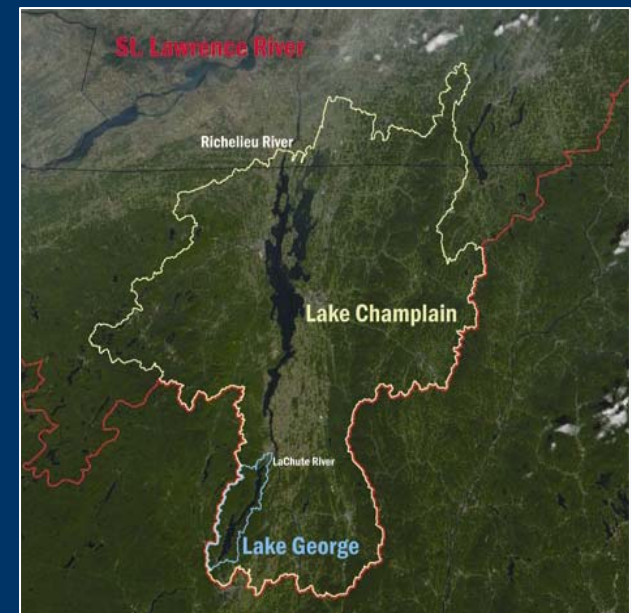 St. Lawrence River
Richelieu River
Lake Champlain
LaChute River
Lake George